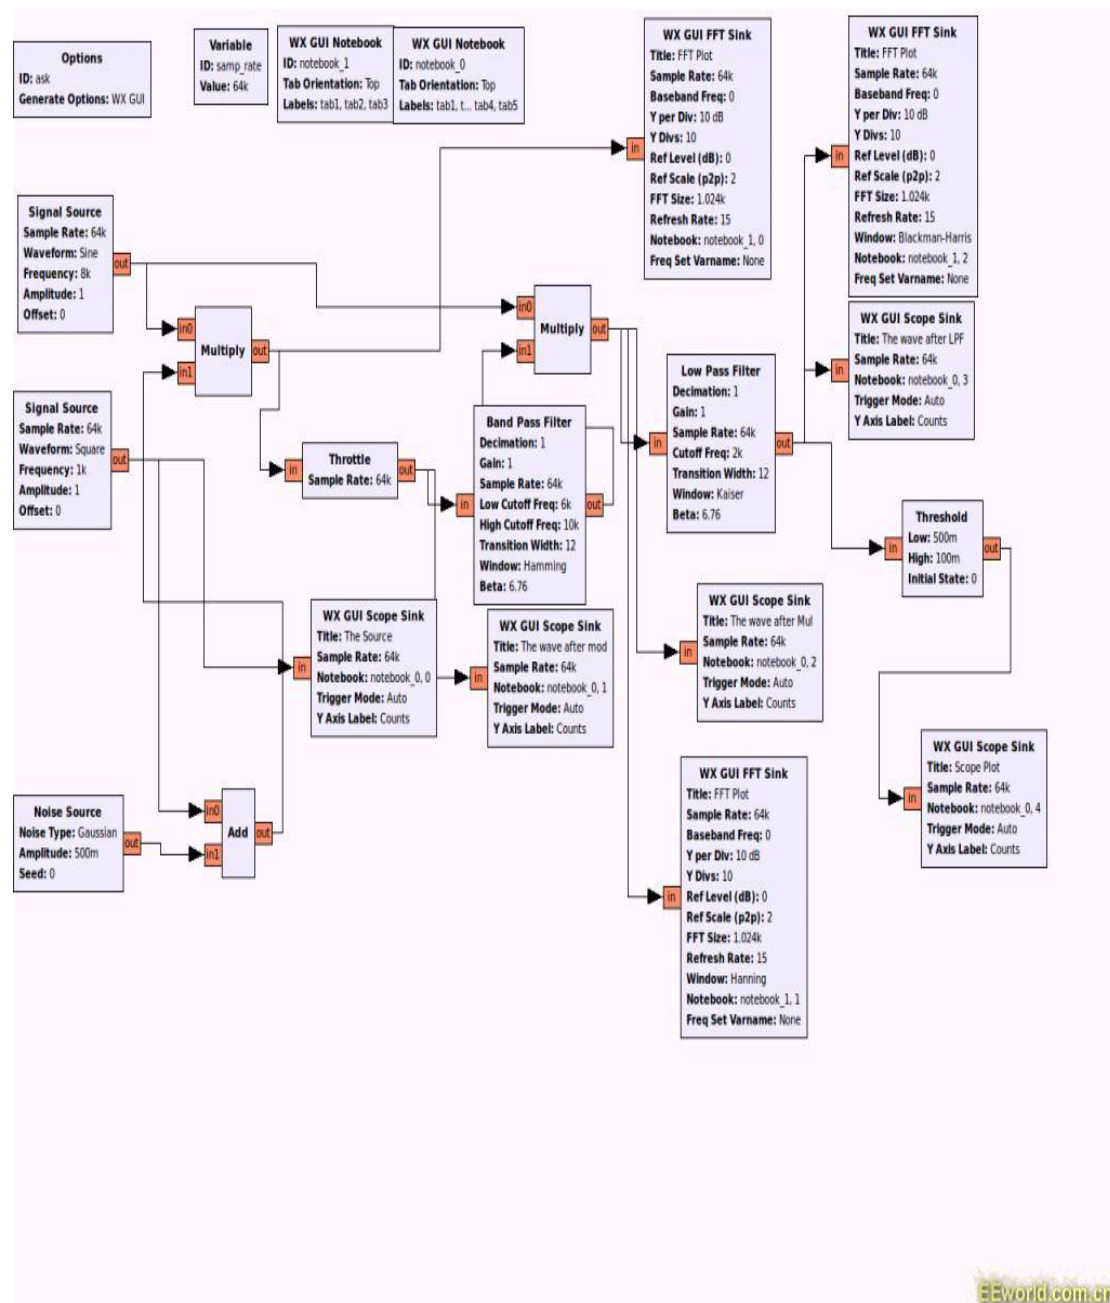 Options
ID: ask
Generate Options: WX GUI
Variable
ID: samp_rate
Value: 64k
WX GUI Notebook
ID: notebook_1
Tab Orientation: Top
Labels: tab1, tab2, tab3
WX GUI Notebook
ID: notebook_0
Tab Orientation: Top
Labels: tab1, t... tab4, tab5
WX GUI FFT Sink
Title: FFT Plot
Sample Rate: 64k
Baseband Freq: 0
Y per Div: 10 dB
Y Divs: 10
in
Ref Level (dB): 0
Ref Scale (p2p): 2
FFT Size: 1.024k
Refresh Rate: 15
Notebook: notebook_1, 0
Freq Set Varname: None
WX GUI FFT Sink
Title: FFT Plot
Sample Rate: 64k
Baseband Freq: 0
Y per Div: 10 dB
Y Divs: 10
in
Ref Level (dB): 0
Ref Scale (p2p): 2
FFT Size: 1.024k
Refresh Rate: 15
Window: Blackman-Harris
Notebook: notebook_1, 2
Freq Set Varname: None
Signal Source
Sample Rate: 64k
Waveform: Sine
Frequency: 8k
Amplitude: 1
Offset: 0
out
in0
in1
Multiply
out
in0
in1
Multiply
out
WX GUI Scope Sink
Title: The wave after LPF
Sample Rate: 64k
in
Notebook: notebook_0, 3
Trigger Mode: Auto
Y Axis Label: Counts
Signal Source
Sample Rate: 64k
Waveform: Square
Frequency: 1k
Amplitude: 1
Offset: 0
out
in
Throttle
Sample Rate: 64k
out
Band Pass Filter
Decimation: 1
Gain: 1
Sample Rate: 64k
in
Low Cutoff Freq: 6k
out
High Cutoff Freq: 10k
Transition Width: 12
Window: Hamming
Beta: 6.76
Low Pass Filter
Decimation: 1
Gain: 1
Sample Rate: 64k
in
Cutoff Freq: 2k
out
Transition Width: 12
Window: Kaiser
Beta: 6.76
Threshold
in
Low: 500m
High: 100m
Initial State: 0
out
WX GUI Scope Sink
Title: The Source
Sample Rate: 64k
in
Notebook: notebook_0, 0
Trigger Mode: Auto
Y Axis Label: Counts
WX GUI Scope Sink
Title: The wave after mod
Sample Rate: 64k
in
Notebook: notebook_0, 1
Trigger Mode: Auto
Y Axis Label: Counts
WX GUI Scope Sink
Title: The wave after Mul
Sample Rate: 64k
in
Notebook: notebook_0, 2
Trigger Mode: Auto
Y Axis Label: Counts
WX GUI Scope Sink
Title: Scope Plot
Sample Rate: 64k
in
Notebook: notebook_0, 4
Trigger Mode: Auto
Y Axis Label: Counts
Noise Source
Noise Type: Gaussian
Amplitude: 500m
Seed: 0
out
in0
in1
Add
out
WX GUI FFT Sink
Title: FFT Plot
Sample Rate: 64k
Baseband Freq: 0
Y per Div: 10 dB
Y Divs: 10
in
Ref Level (dB): 0
Ref Scale (p2p): 2
FFT Size: 1.024k
Refresh Rate: 15
Window: Hanning
Notebook: notebook_1, 1
Freq Set Varname: None
EEworld.com.cn